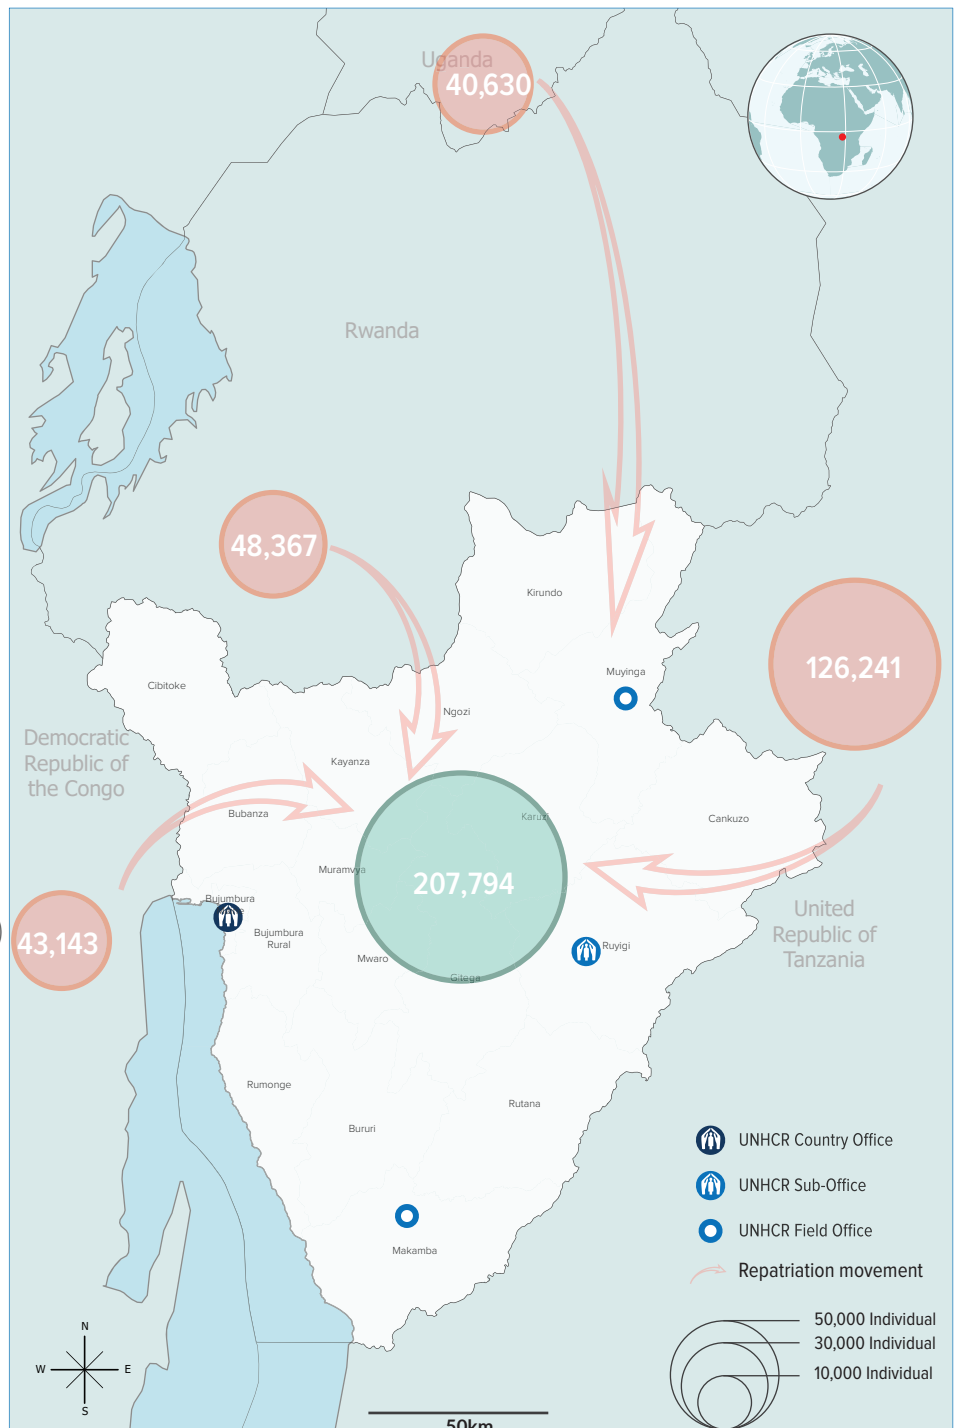 Uganda
40,630
Rwanda
48,367
Kirundo
126,241
Muyinga
Cibitoke
Ngozi
Democratic
Republic of
the Congo
Kayanza
Bubanza
Karuzi
Cankuzo
Muramvya
207,794
Bujumbura
43,143
Bujumbura
Rural
United
Republic of
Tanzania
Ruyigi
Mwaro
Gitega
Rumonge
Rutana
Bururi
Makamba
UNHCR Country Office
UNHCR Sub-Office
UNHCR Field Office
Repatriation movement
50,000 Individual
30,000 Individual
10,000 Individual
N
W
E
S
50km